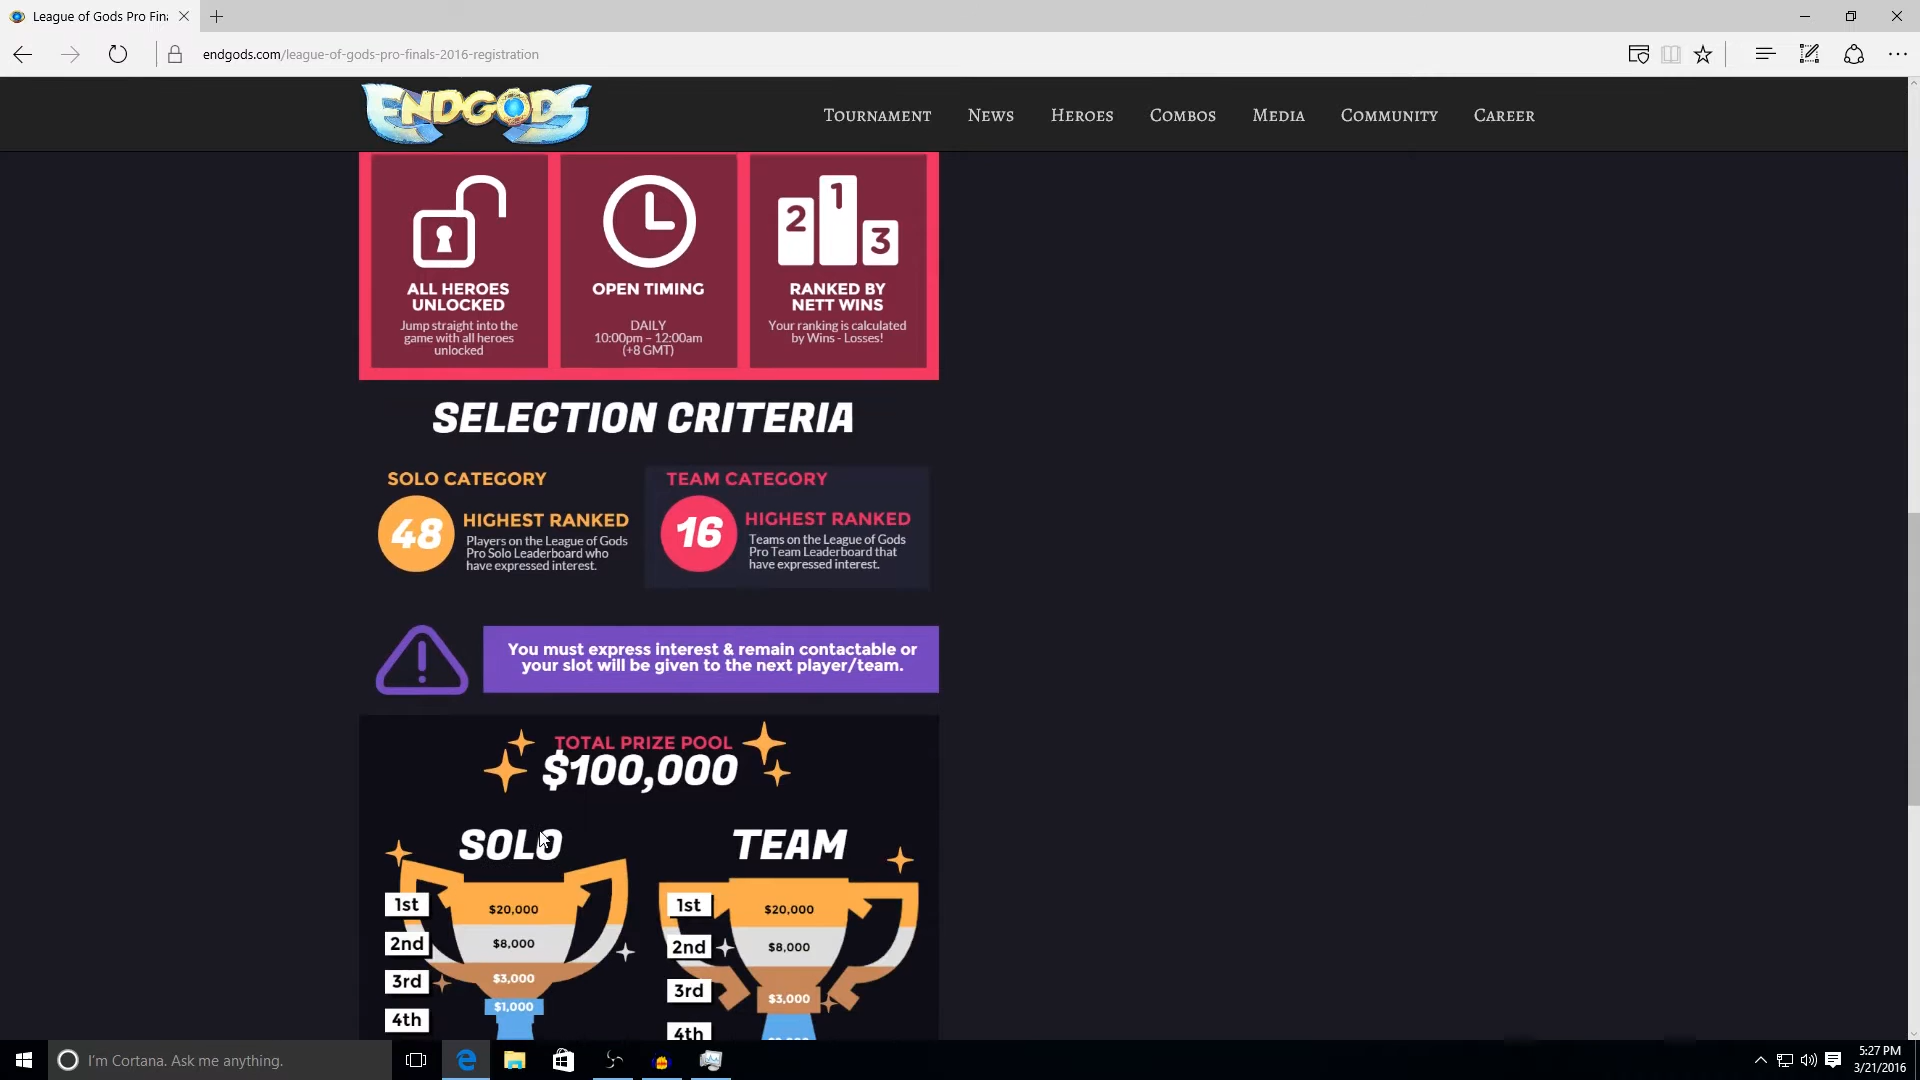 League of Gods Pro Fin
endgods.com/league-of-gods-pro-finals-2016-registration
ENDGODS
Tournament News Heroes Combos Media Community Career
2 1 3
ALL HEROES
UNLOCKED
Jump straight into the
game with all heroes
unlocked
OPEN TIMING
DAILY
10:00pm – 12:00am
(+8 GMT)
RANKED BY
NETT WINS
Your ranking is calculated
by Wins - Losses!
SELECTION CRITERIA
SOLO CATEGORY
48
HIGHEST RANKED
Players on the League of Gods
Pro Solo Leaderboard who
have expressed interest.
TEAM CATEGORY
16
HIGHEST RANKED
Teams on the League of Gods
Pro Team Leaderboard that
have expressed interest.
You must express interest & remain contactable or
your slot will be given to the next player/team.
TOTAL PRIZE POOL
$100,000
SOLO
1st $20,000
2nd $8,000
3rd $3,000
4th $1,000
TEAM
1st $20,000
2nd $8,000
3rd $3,000
4th
I'm Cortana. Ask me anything.
5:27 PM
3/21/2016